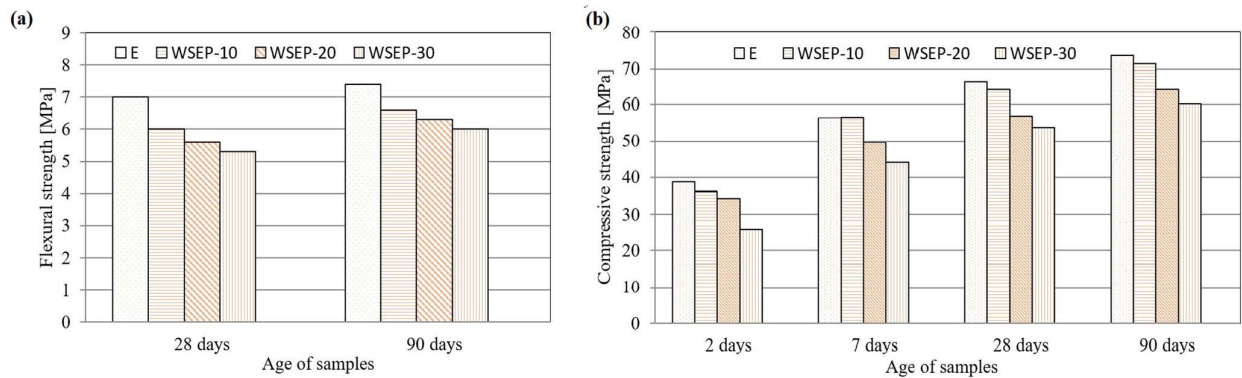 (a)
Flexural strength [MPa]
9
8
7
6
5
4
3
2
1
0
E WSEP-10 WSEP-20 WSEP-30
28 days 90 days
Age of samples
(b)
Compressive strength [MPa]
80
70
60
50
40
30
20
10
0
E WSEP-10 WSEP-20 WSEP-30
2 days 7 days 28 days 90 days
Age of samples